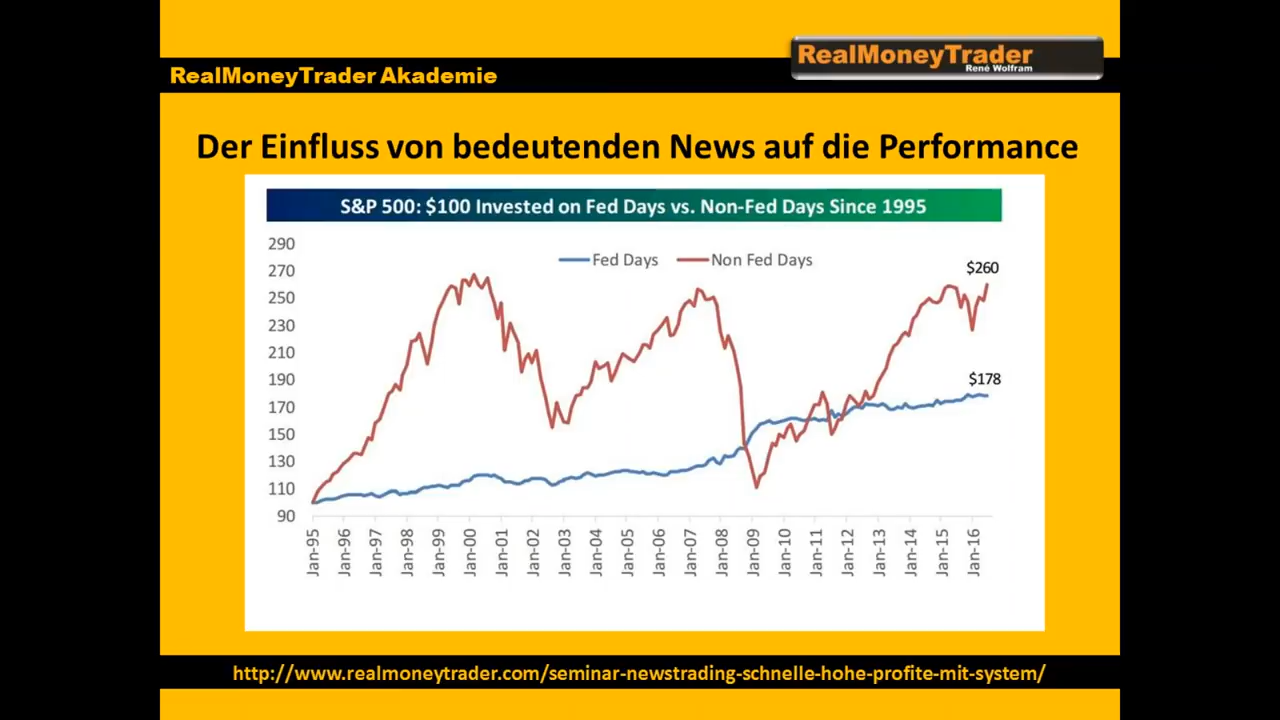 RealMoneyTrader Akademie
RealMoneyTrader
René Wolfram
Der Einfluss von bedeutenden News auf die Performance
S&P 500: $100 Invested on Fed Days vs. Non-Fed Days Since 1995
Fed Days
Non Fed Days
290
270
250
230
210
190
170
150
130
110
90
$260
$178
Jan-95
Jan-96
Jan-97
Jan-98
Jan-99
Jan-00
Jan-01
Jan-02
Jan-03
Jan-04
Jan-05
Jan-06
Jan-07
Jan-08
Jan-09
Jan-10
Jan-11
Jan-12
Jan-13
Jan-14
Jan-15
Jan-16
http://www.realmoneytrader.com/seminar-newstrading-schnelle-hohe-profite-mit-system/